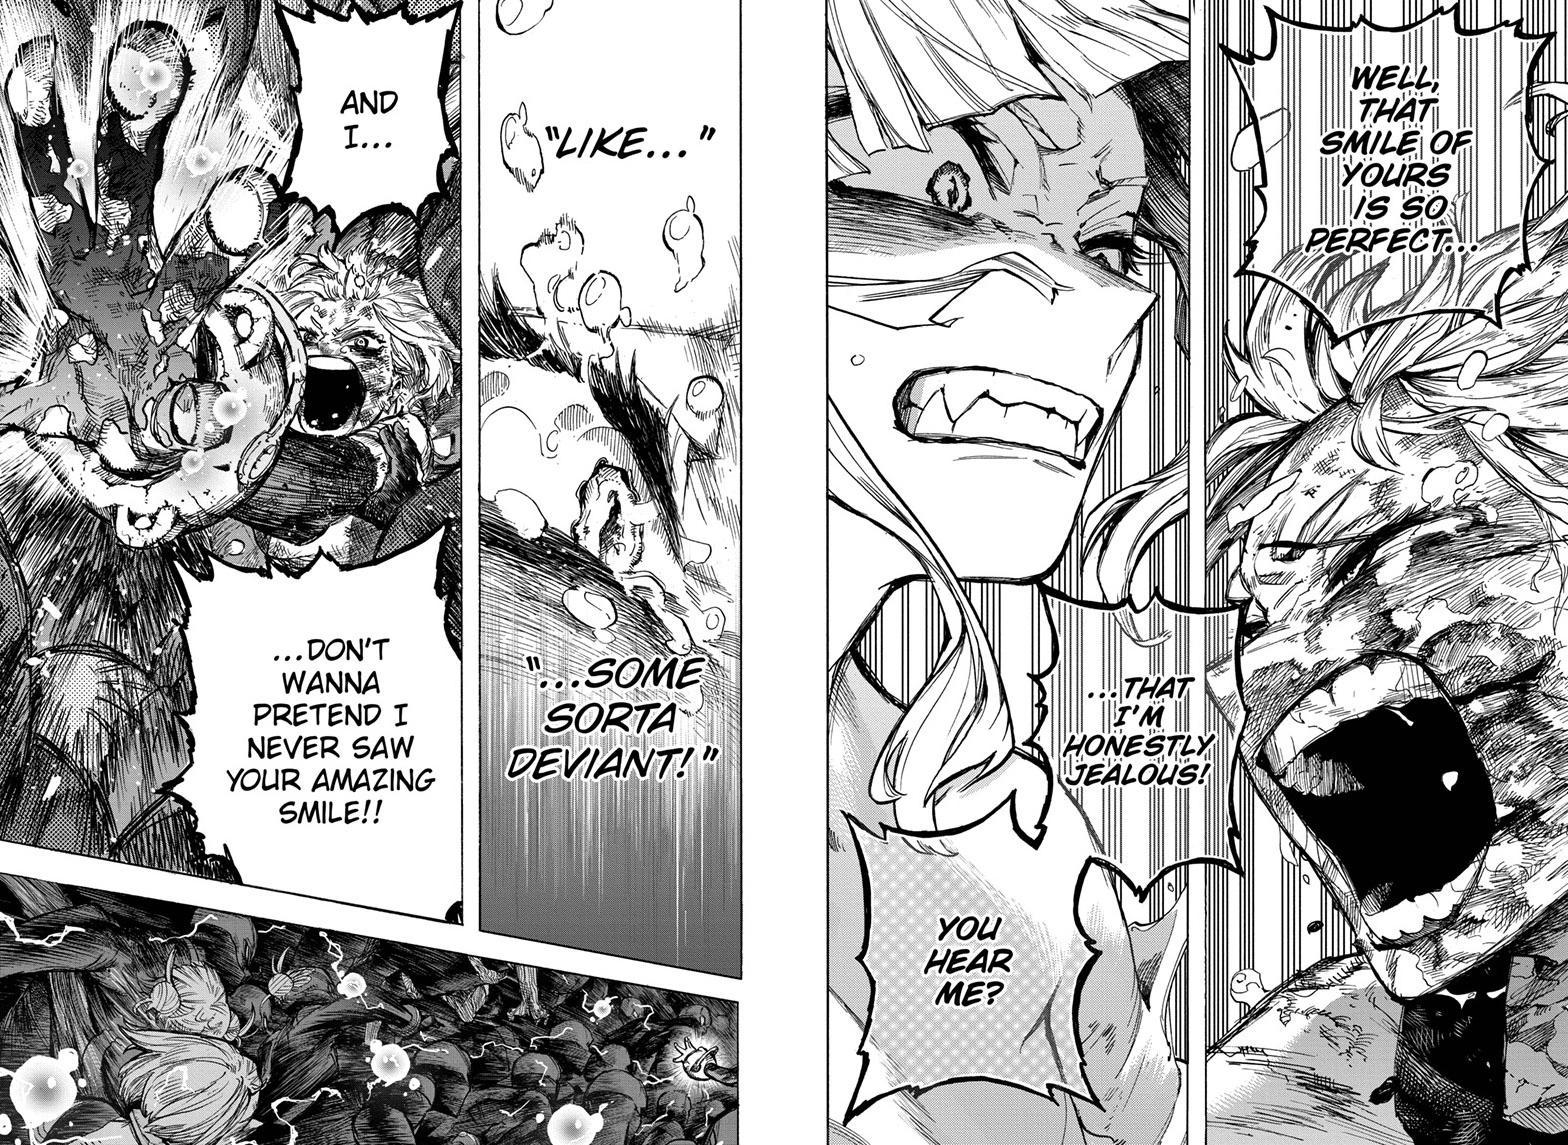 WELL,
THAT
SMILE OF
YOURS
IS SO
PERFECT...
...THAT
I'M
HONESTLY
JEALOUS!
YOU
HEAR
ME?
"LIKE..."
"...SOME
SORTA
DEVIANT!"
AND
I...
...DON'T
WANNA
PRETEND I
NEVER SAW
YOUR AMAZING
SMILE!!